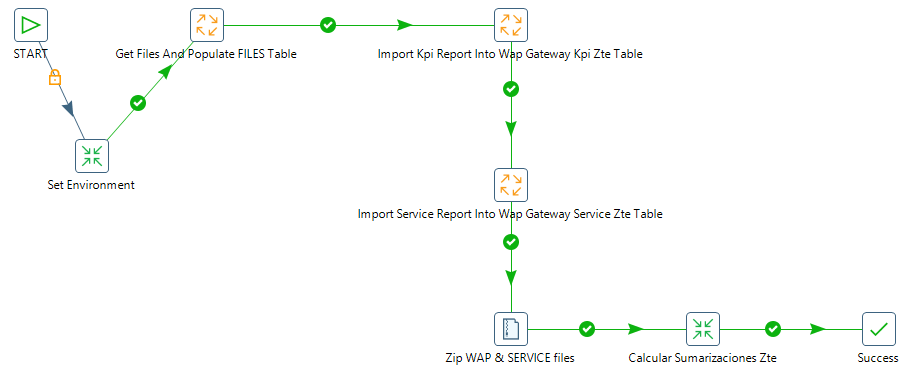 START
Get Files And Populate FILES Table
Import Kpi Report Into Wap Gateway Kpi Zte Table
Set Environment
Import Service Report Into Wap Gateway Service Zte Table
Zip WAP & SERVICE files
Calcular Sumarizaciones Zte
Success